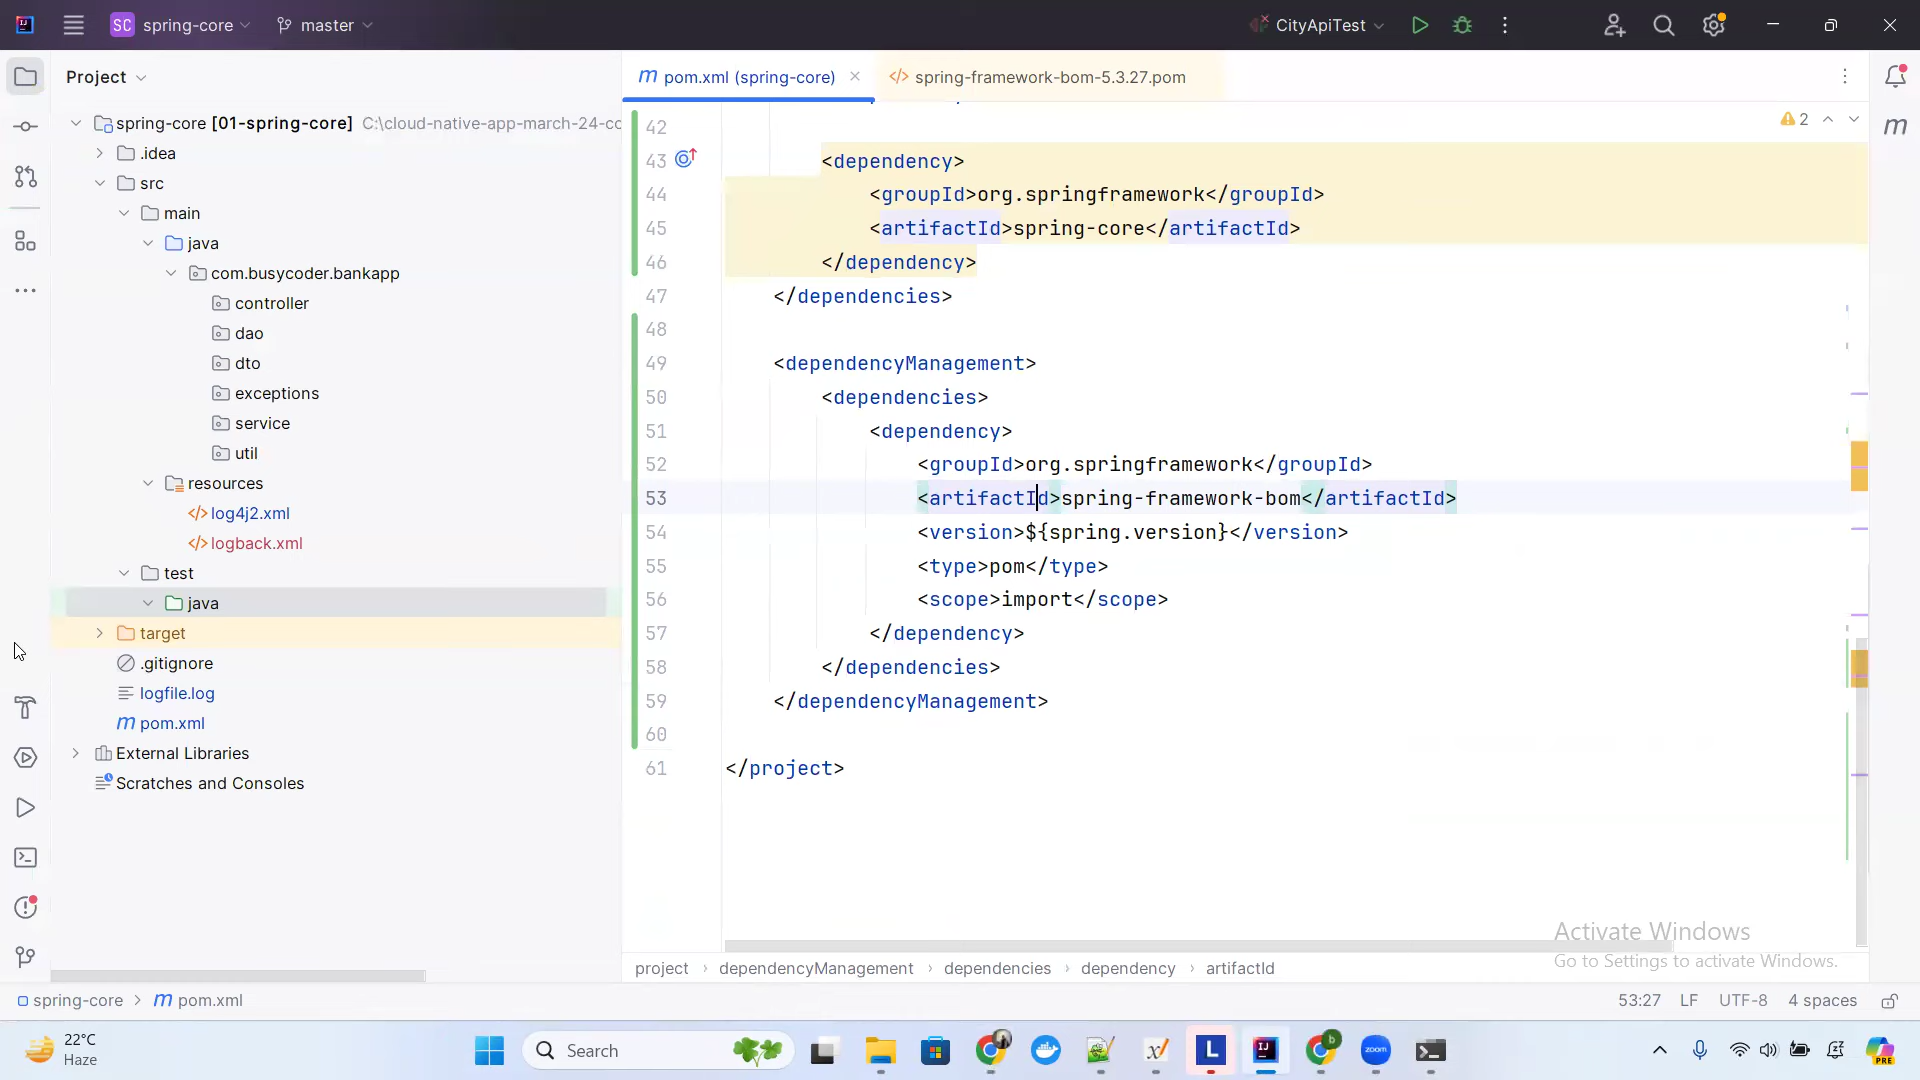 SC spring-core master CityApiTest
Project
pom.xml (spring-core) spring-framework-bom-5.3.27.pom
spring-core [01-spring-core] C:\cloud-native-app-march-24-co
.idea
src
main
java
com.busycoder.bankapp
controller
dao
dto
exceptions
service
util
resources
log4j2.xml
logback.xml
test
java
target
.gitignore
logfile.log
pom.xml
External Libraries
Scratches and Consoles
2
42
43 <dependency>
44 <groupId>org.springframework</groupId>
45 <artifactId>spring-core</artifactId>
46 </dependency>
47 </dependencies>
48
49 <dependencyManagement>
50 <dependencies>
51 <dependency>
52 <groupId>org.springframework</groupId>
53 <artifactId>spring-framework-bom</artifactId>
54 <version>${spring.version}</version>
55 <type>pom</type>
56 <scope>import</scope>
57 </dependency>
58 </dependencies>
59 </dependencyManagement>
60
61 </project>
Activate Windows
Go to Settings to activate Windows.
project › dependencyManagement › dependencies › dependency › artifactId
spring-core › pom.xml
53:27 LF UTF-8 4 spaces
22°C
Haze
Search
L
zoom
PRE